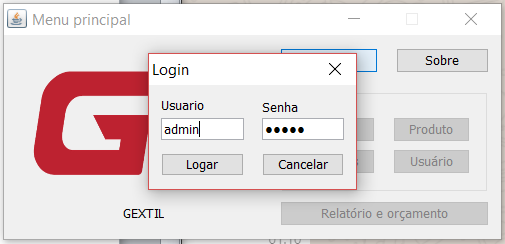 Menu principal
Sobre
Login
Usuario
Senha
admin
Logar
Cancelar
Produto
Usuário
GEXTIL
Relatório e orçamento